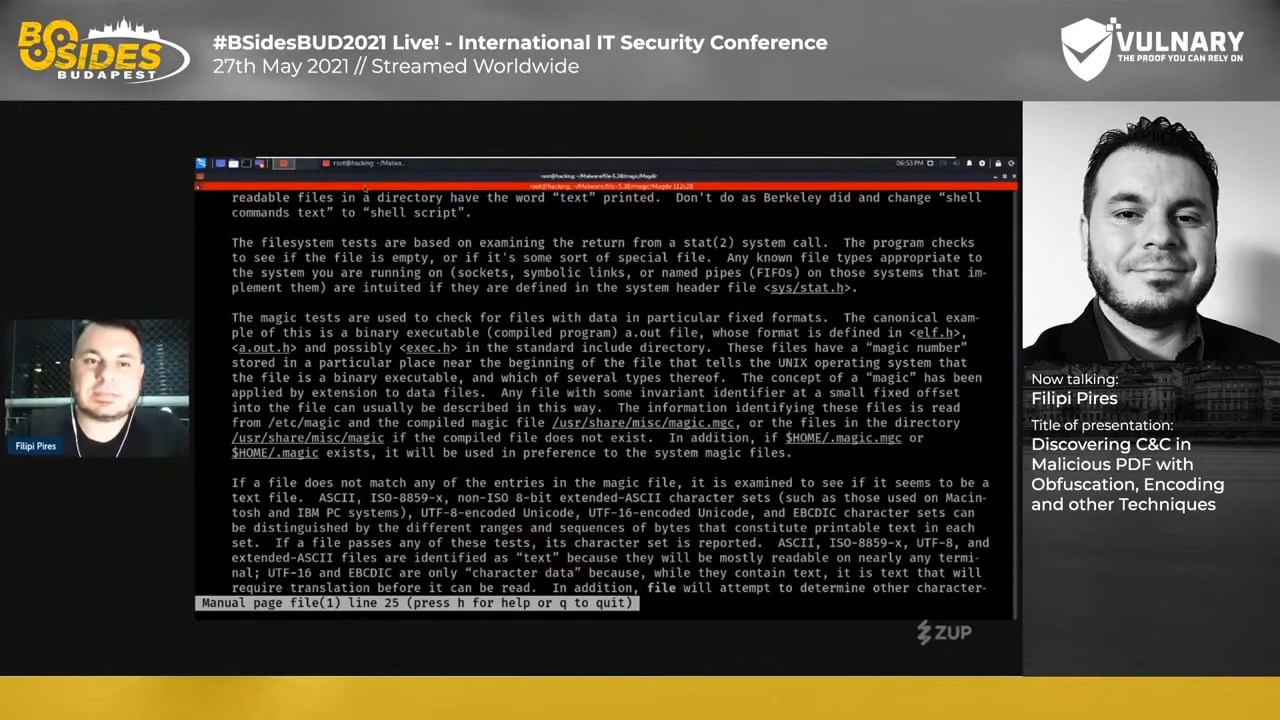 BSIDES
BUDAPEST
#BSidesBUD2021 Live! - International IT Security Conference
27th May 2021 // Streamed Worldwide
VULNARY
THE PROOF YOU CAN RELY ON
root@hacking: ~/Malwa...
06:53PM
root@hacking: ~/Malware/file-5.38/magic/Magdir
root@hacking: ~/Malware/file-5.38/magic/Magdir 112x28
readable files in a directory have the word “text” printed.  Don't do as Berkeley did and change “shell
commands text” to “shell script”.
The filesystem tests are based on examining the return from a stat(2) system call.  The program checks
to see if the file is empty, or if it's some sort of special file.  Any known file types appropriate to
the system you are running on (sockets, symbolic links, or named pipes (FIFOs) on those systems that im-
plement them) are intuited if they are defined in the system header file <sys/stat.h>.
The magic tests are used to check for files with data in particular fixed formats.  The canonical exam-
ple of this is a binary executable (compiled program) a.out file, whose format is defined in <elf.h>,
<a.out.h> and possibly <exec.h> in the standard include directory.  These files have a “magic number”
stored in a particular place near the beginning of the file that tells the UNIX operating system that
the file is a binary executable, and which of several types thereof.  The concept of a “magic” has been
applied by extension to data files.  Any file with some invariant identifier at a small fixed offset
into the file can usually be described in this way.  The information identifying these files is read
from /etc/magic and the compiled magic file /usr/share/misc/magic.mgc, or the files in the directory
/usr/share/misc/magic if the compiled file does not exist.  In addition, if $HOME/.magic.mgc or
$HOME/.magic exists, it will be used in preference to the system magic files.
If a file does not match any of the entries in the magic file, it is examined to see if it seems to be a
text file.  ASCII, ISO-8859-x, non-ISO 8-bit extended-ASCII character sets (such as those used on Macin-
tosh and IBM PC systems), UTF-8-encoded Unicode, UTF-16-encoded Unicode, and EBCDIC character sets can
be distinguished by the different ranges and sequences of bytes that constitute printable text in each
set.  If a file passes any of these tests, its character set is reported.  ASCII, ISO-8859-x, UTF-8, and
extended-ASCII files are identified as “text” because they will be mostly readable on nearly any termi-
nal; UTF-16 and EBCDIC are only “character data” because, while they contain text, it is text that will
require translation before it can be read.  In addition, file will attempt to determine other character-
Manual page file(1) line 25 (press h for help or q to quit)
ZUP
Filipi Pires
Now talking:
Filipi Pires
Title of presentation:
Discovering C&C in
Malicious PDF with
Obfuscation, Encoding
and other Techniques